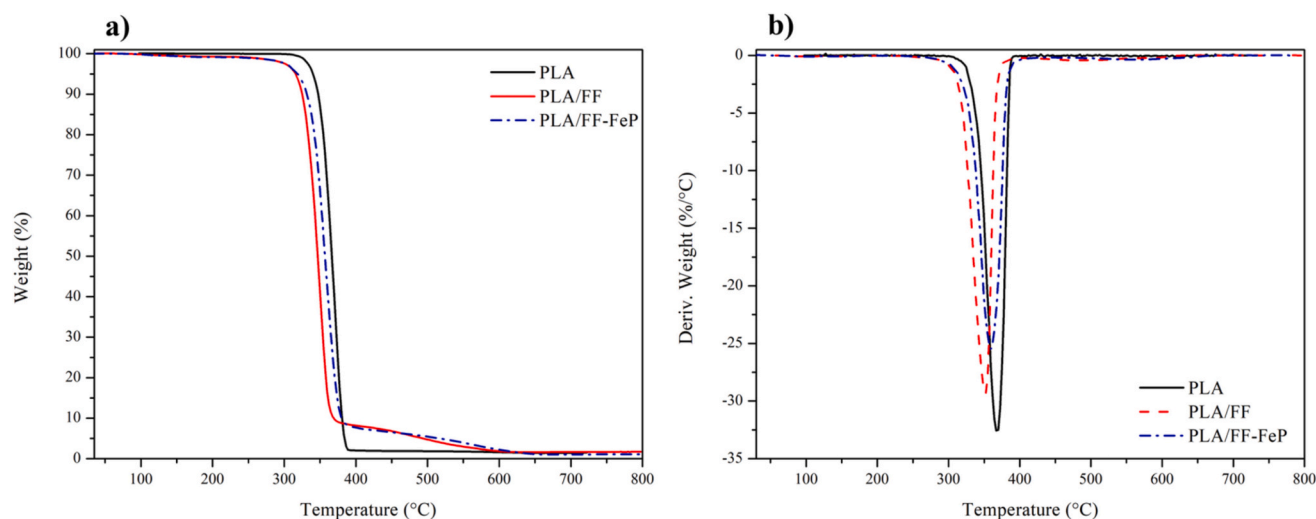 a)
100
90
80
70
60
50
40
30
20
10
0
Weight (%)
PLA
PLA/FF
PLA/FF-FeP
100 200 300 400 500 600 700 800
Temperature (°C)
b)
0
-5
-10
-15
-20
-25
-30
-35
Deriv. Weight (%/°C)
PLA
PLA/FF
PLA/FF-FeP
100 200 300 400 500 600 700 800
Temperature (°C)